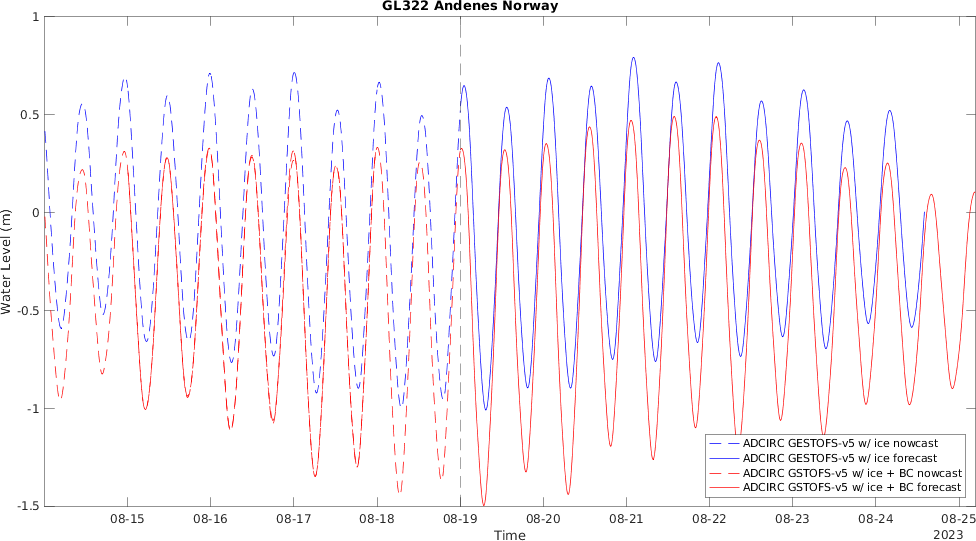 GL322 Andenes Norway
1
0.5
0
-0.5
-1
-1.5
Water Level (m)
ADCIRC GESTOFS-v5 w/ ice nowcast
ADCIRC GESTOFS-v5 w/ ice forecast
ADCIRC GSTOFS-v5 w/ ice + BC nowcast
ADCIRC GSTOFS-v5 w/ ice + BC forecast
08-15 08-16 08-17 08-18 08-19 08-20 08-21 08-22 08-23 08-24 08-25
Time
2023